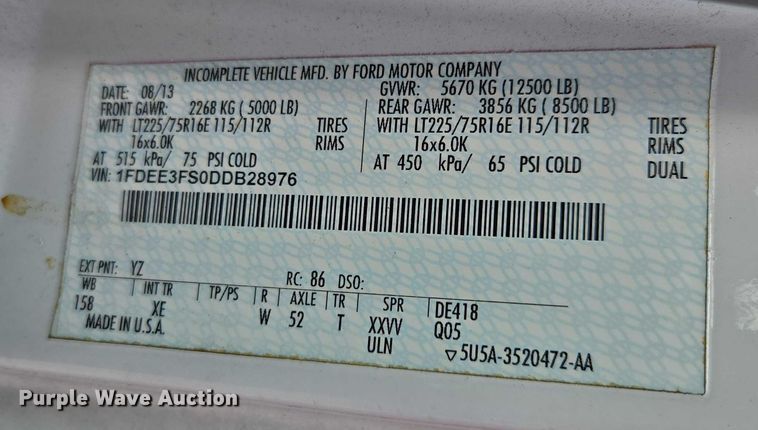 INCOMPLETE VEHICLE MFD. BY FORD MOTOR COMPANY
DATE: 08/13 GVWR: 5670 KG (12500 LB)
FRONT GAWR: 2268 KG ( 5000 LB) REAR GAWR: 3856 KG ( 8500 LB)
WITH LT225/75R16E 115/112R TIRES WITH LT225/75R16E 115/112R TIRES
16x6.0K RIMS 16x6.0K RIMS
AT 515 kPa/ 75 PSI COLD AT 450 kPa/ 65 PSI COLD DUAL
VIN: 1FDEE3FS0DDB28976
EXT PNT: YZ RC: 86 DSO:
WB INT TR TP/PS R AXLE TR SPR DE418
158 XE W 52 T XXVV Q05
MADE IN U.S.A. ULN ▽5U5A-3520472-AA
Purple Wave Auction